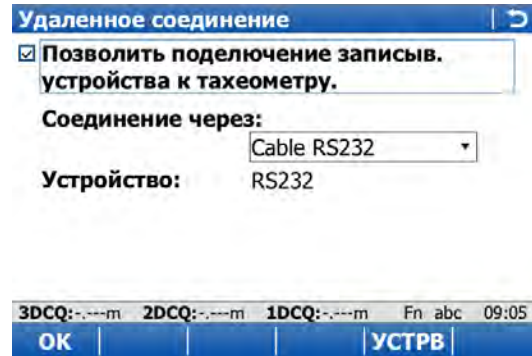 Удаленное соединение
Позволить поделючение записыв.
устройства к тахеометру.
Соединение через:
Cable RS232
Устройство: RS232
3DCQ:-.---m 2DCQ:-.---m 1DCQ:-.---m Fn abc 09:05
ОК УСТРВ